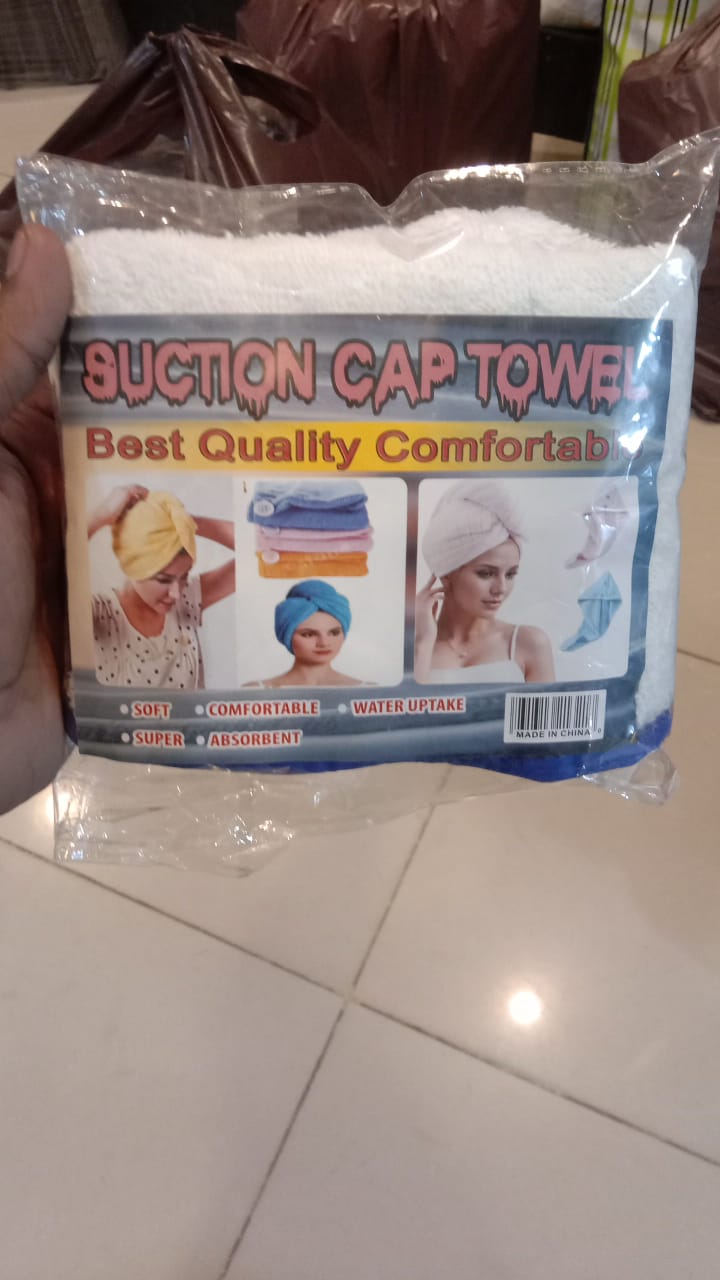 SUCTION CAP TOWEL
Best Quality Comfortable
• SOFT • COMFORTABLE • WATER UPTAKE
• SUPER • ABSORBENT
MADE IN CHINA